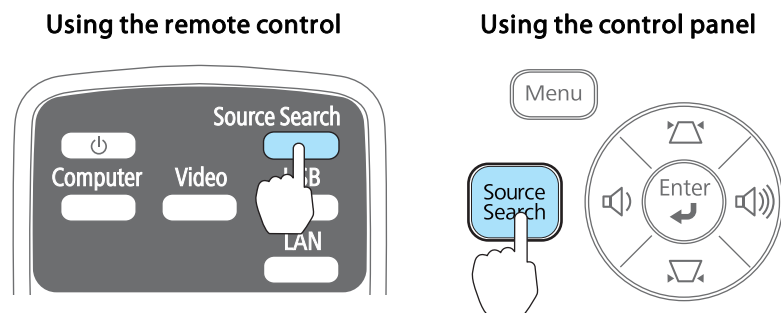 Using the remote control
Source Search
Computer
Video
LAN
Using the control panel
Menu
Source
Search
Enter